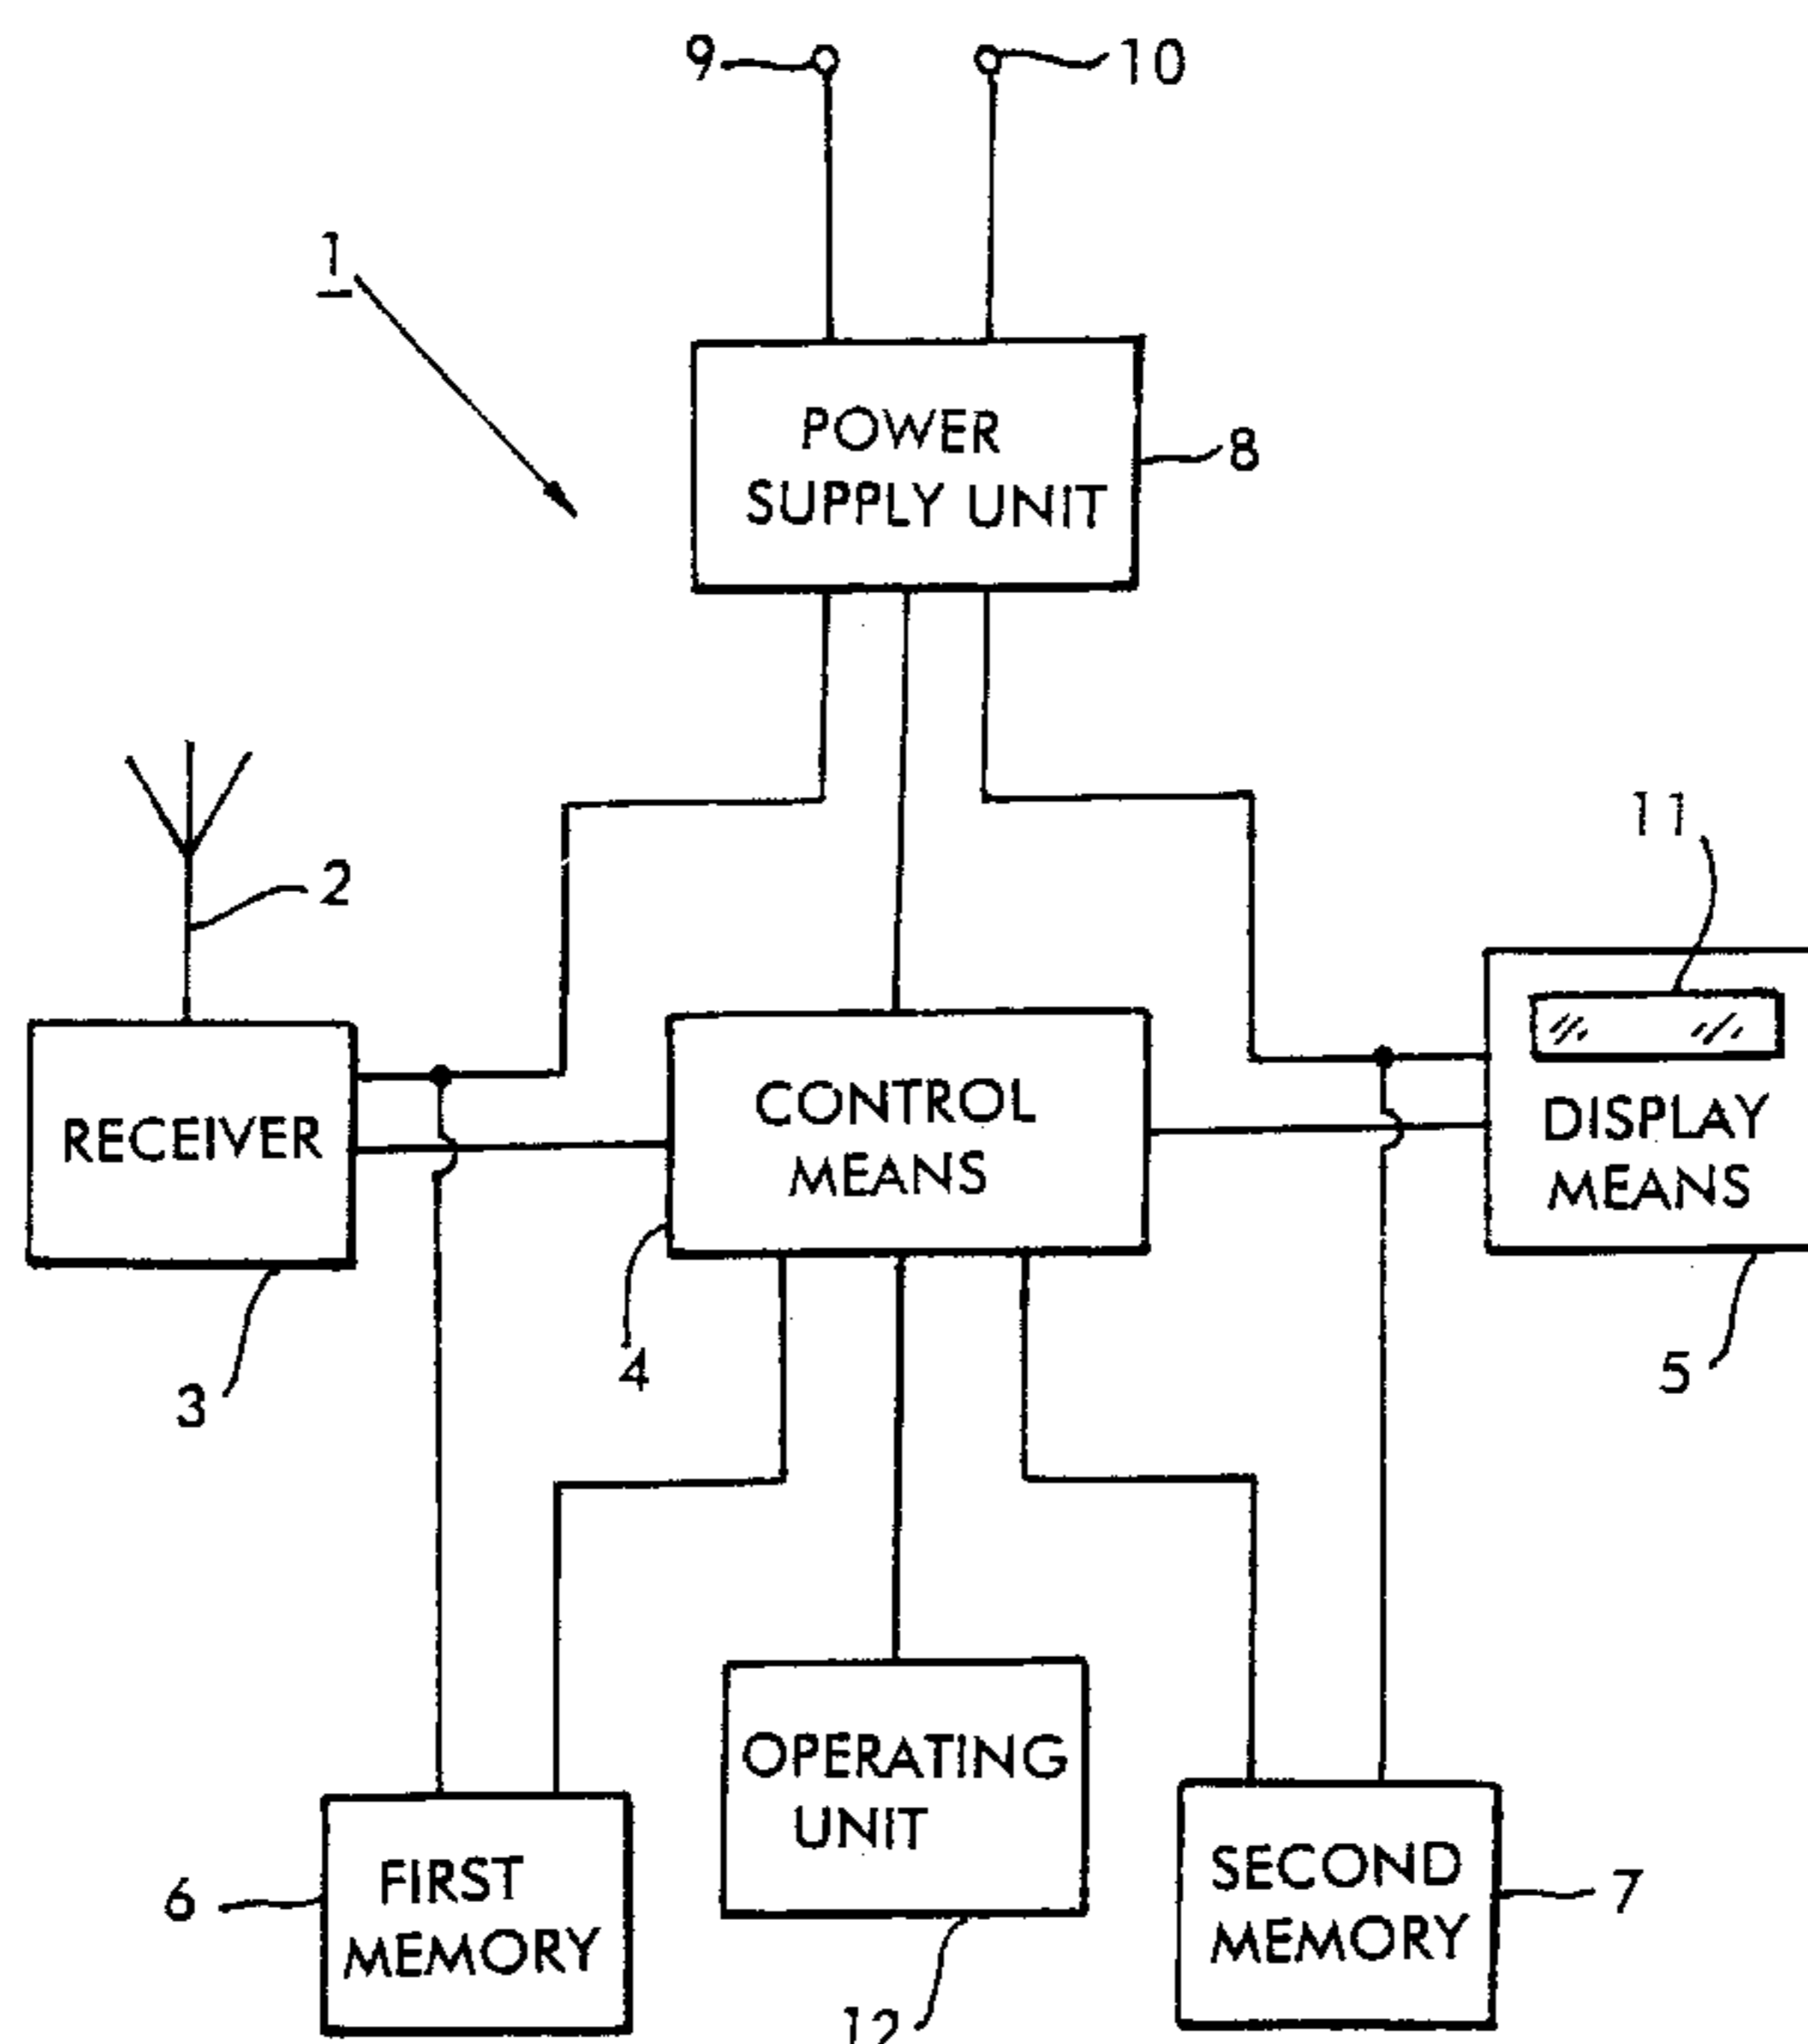 9
10
1
POWER
SUPPLY UNIT
8
2
11
RECEIVER
CONTROL
MEANS
DISPLAY
MEANS
3
4
5
OPERATING
UNIT
FIRST
MEMORY
SECOND
MEMORY
6
7
12